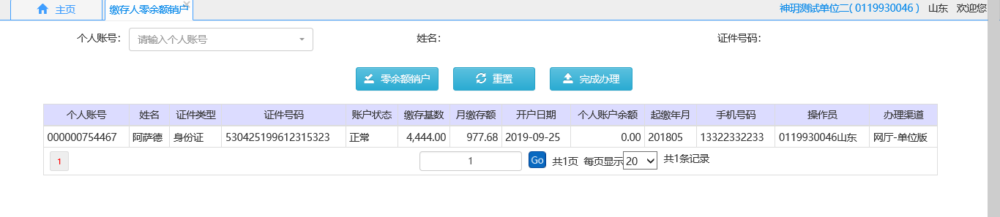 主页 缴存人零余额销户 神玥测试单位二( 0119930046 ) 山东 欢迎您
个人账号： 请输入个人账号 姓名： 证件号码：
零余额销户 重置 完成办理
个人账号 姓名 证件类型 证件号码 账户状态 缴存基数 月缴存额 开户日期 个人账户余额 起缴年月 手机号码 操作员 办理渠道
000000754467 阿萨德 身份证 530425199612315323 正常 4,444.00 977.68 2019-09-25 0.00 201805 13322332233 0119930046山东 网厅-单位版
1 1 Go 共1页 每页显示 20 共1条记录